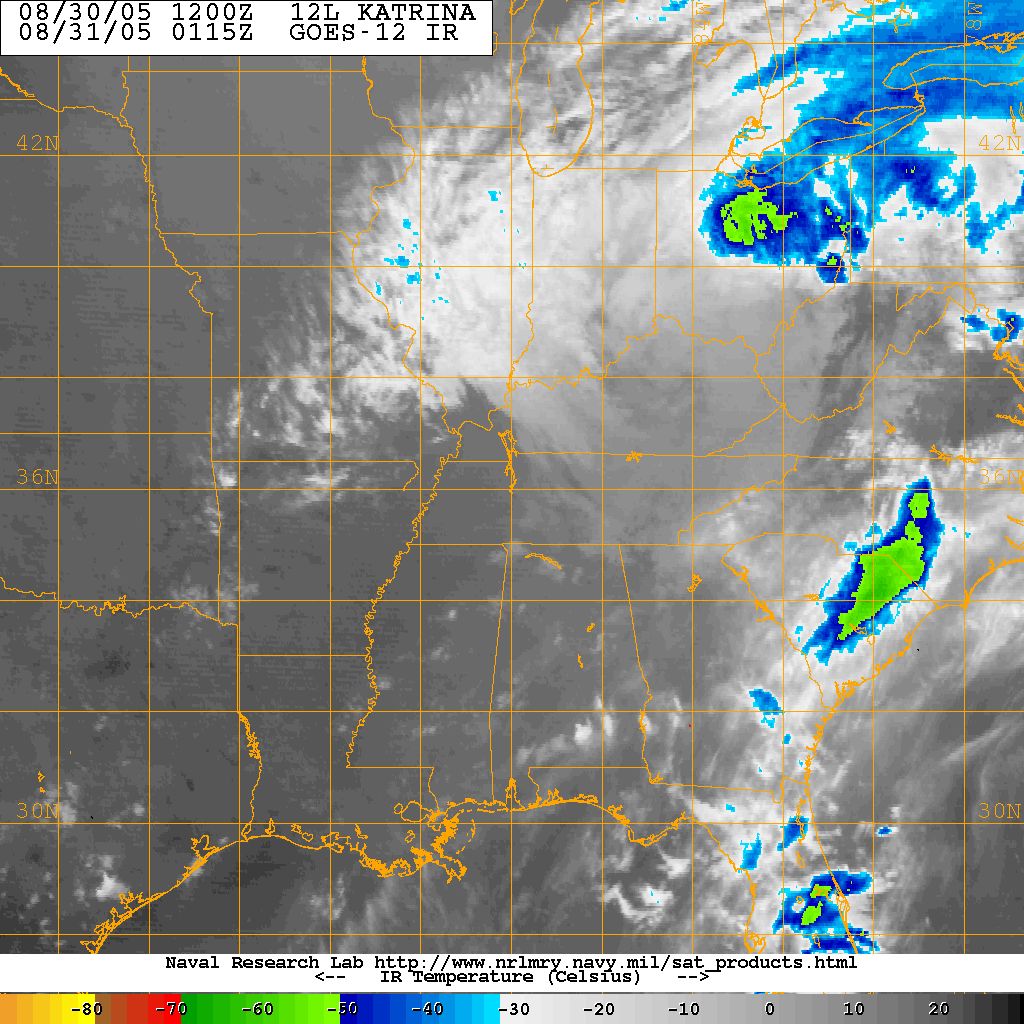 08/30/05 1200Z 12L KATRINA
08/31/05 0115Z GOES-12 IR
84W
78W
42N 42N
36N 36N
30N 30N
Naval Research Lab http://www.nrlmry.navy.mil/sat_products.html
<-- IR Temperature (Celsius) -->
-80 -70 -60 -50 -40 -30 -20 -10 0 10 20